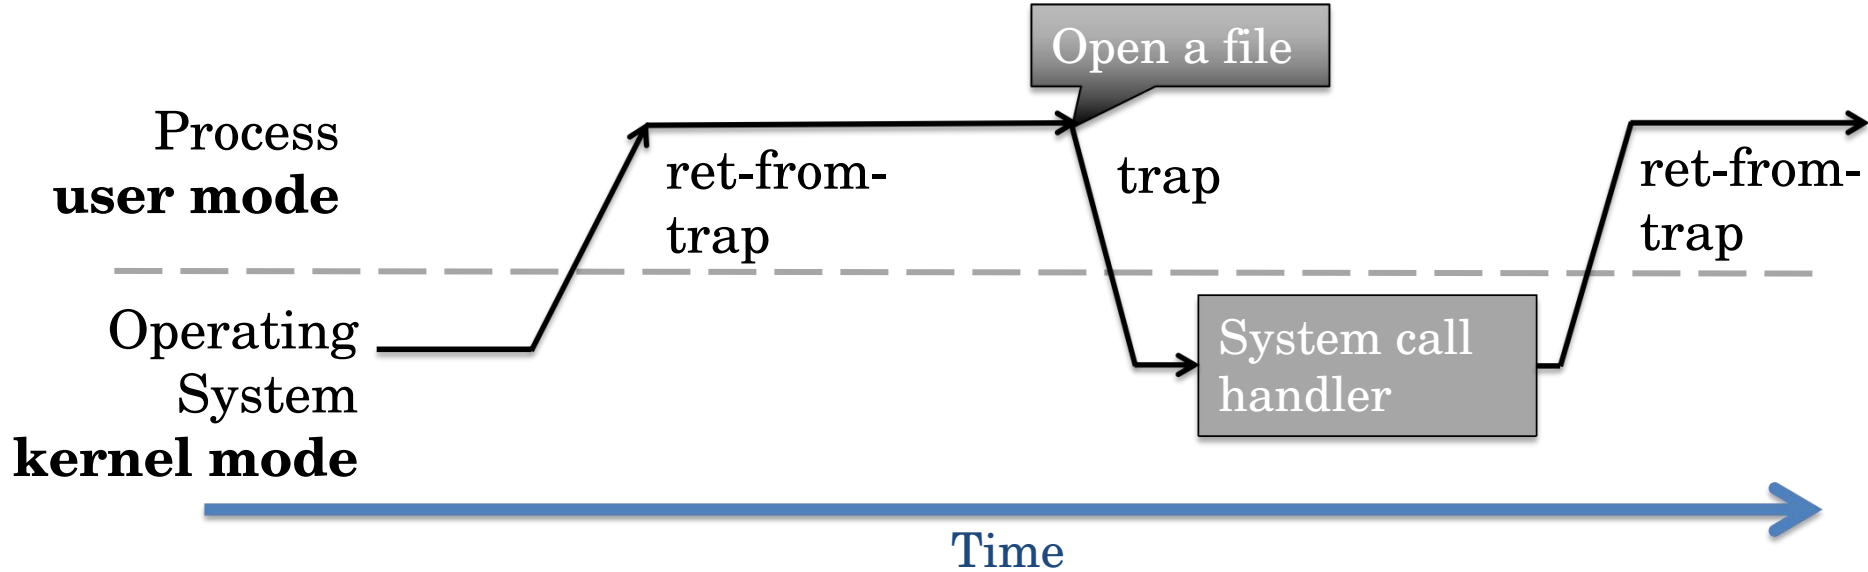 Open a file
Process
user mode
ret-from-
trap
trap
ret-from-
trap
Operating
System
kernel mode
System call
handler
Time